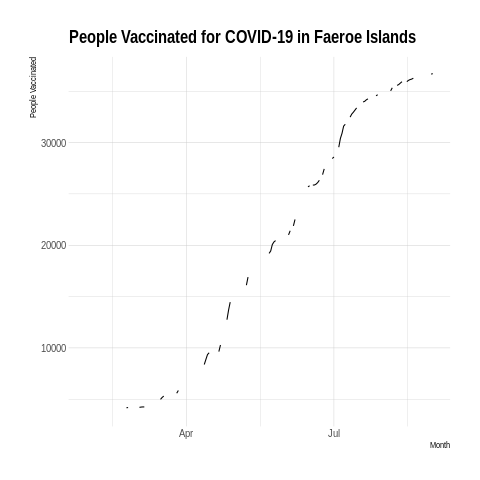 People Vaccinated for COVID-19 in Faeroe Islands
People Vaccinated
30000
20000
10000
Apr Jul
Month